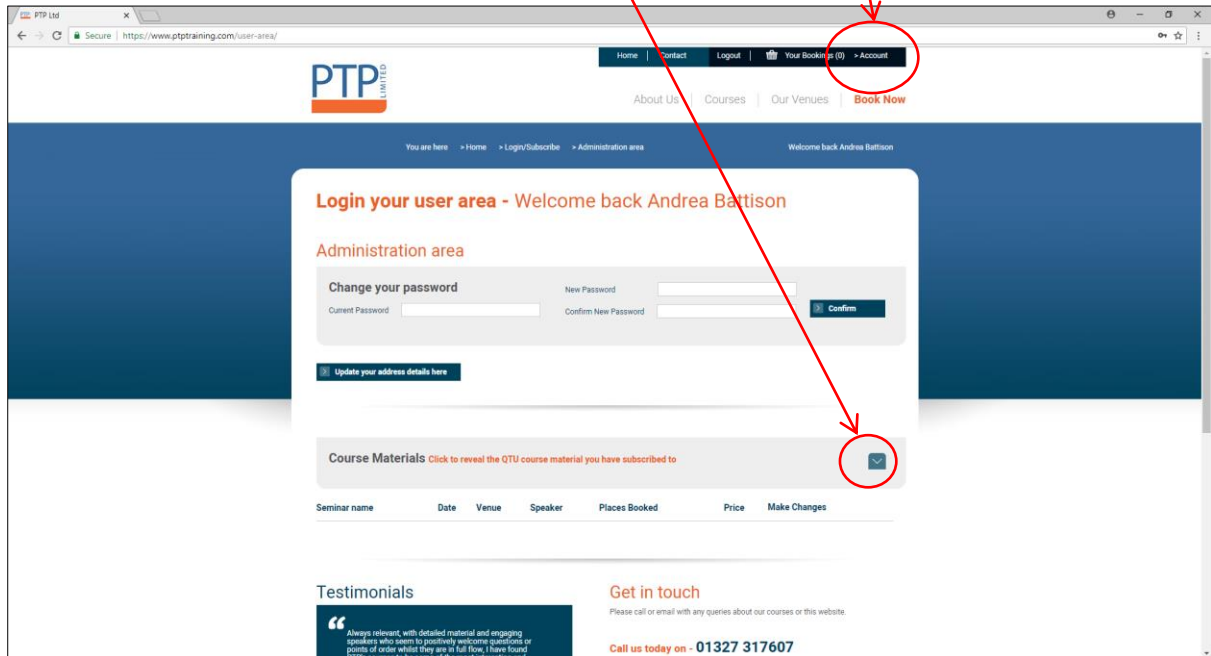 PTP Ltd
Secure | https://www.ptptraining.com/user-area/
Home | Contact Logout | Your Bookings (0) > Account
PTP LIMITED
About Us | Courses | Our Venues | Book Now
You are here > Home > Login/Subscribe > Administration area Welcome back Andrea Battison
Login your user area - Welcome back Andrea Battison
Administration area
Change your password
New Password
Current Password
Confirm New Password
Confirm
Update your address details here
Course Materials Click to reveal the QTU course material you have subscribed to
Seminar name Date Venue Speaker Places Booked Price Make Changes
Testimonials
Get in touch
Please call or email with any queries about our courses or this website.
Always relevant, with detailed material and engaging
speakers who seem to positively welcome questions or
points of order whilst they are in full flow, I have found
Call us today on - 01327 317607